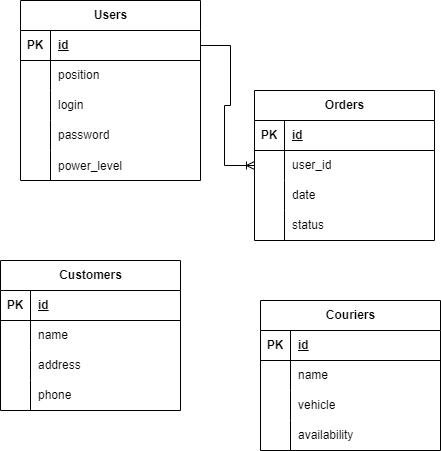 Users
PK id
position
login
password
power_level
Orders
PK id
user_id
date
status
Customers
PK id
name
address
phone
Couriers
PK id
name
vehicle
availability